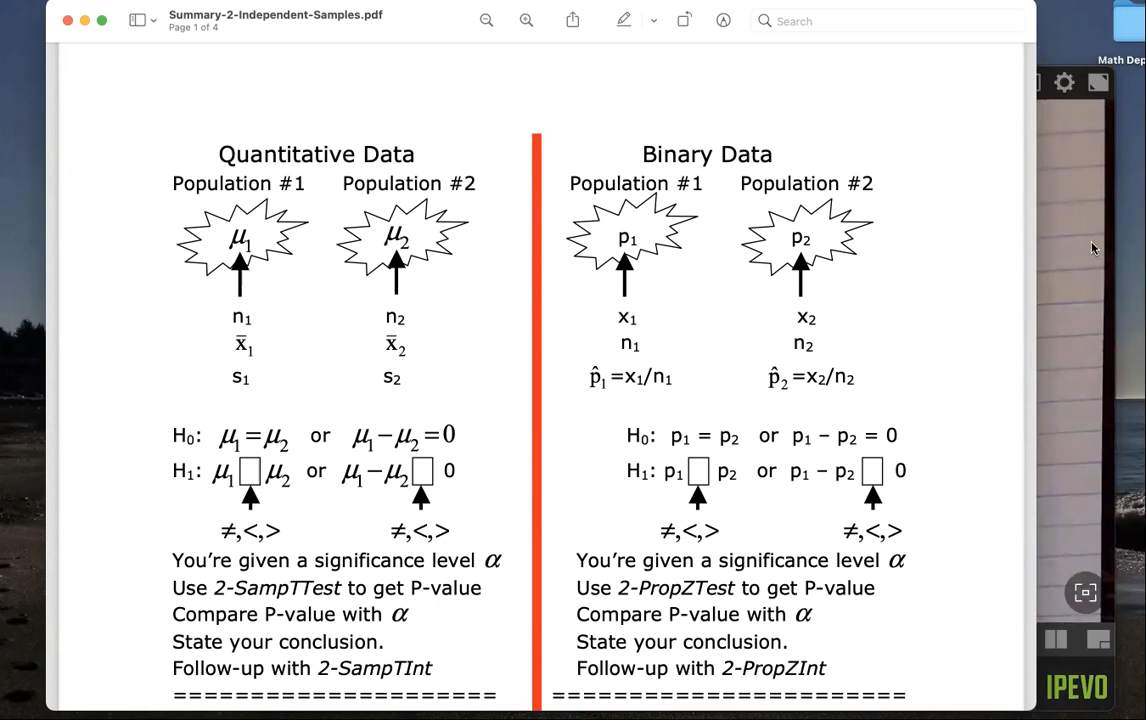 Summary-2-Independent-Samples.pdf
Page 1 of 4
Search
Math Dep
Quantitative Data
Population #1 Population #2
μ₁ μ₂
n₁ n₂
x̄₁ x̄₂
s₁ s₂
H₀: μ₁ = μ₂ or μ₁ − μ₂ = 0
H₁: μ₁ □ μ₂ or μ₁ − μ₂ □ 0
≠,<,> ≠,<,>
You're given a significance level α
Use 2-SampTTest to get P-value
Compare P-value with α
State your conclusion.
Follow-up with 2-SampTInt
=====================
Binary Data
Population #1 Population #2
p₁ p₂
x₁ x₂
n₁ n₂
p̂₁ =x₁/n₁ p̂₂ =x₂/n₂
H₀: p₁ = p₂ or p₁ − p₂ = 0
H₁: p₁ □ p₂ or p₁ − p₂ □ 0
≠,<,> ≠,<,>
You're given a significance level α
Use 2-PropZTest to get P-value
Compare P-value with α
State your conclusion.
Follow-up with 2-PropZInt
=======================
IPEVO